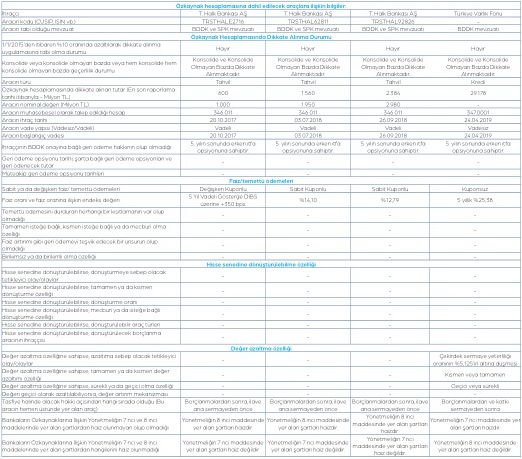 Özkaynak hesaplamasına dahil edilecek araçlara ilişkin bilgiler:
İhraççı T. Halk Bankası AŞ T. Halk Bankası AŞ T. Halk Bankası AŞ Türkiye Varlık Fonu
Aracın kodu (CUSIP, ISIN vb.) TRSTHALE2716 TRSTHAL62811 TRSTHAL92826
Aracın tabi olduğu mevzuat BDDK ve SPK mevzuatı BDDK ve SPK mevzuatı BDDK ve SPK mevzuatı BDDK mevzuatı
Özkaynak Hesaplamasında Dikkate Alınma Durumu
1/1/2015'den itibaren %10 oranında azaltılarak dikkate alınma
uygulamasına tabi olma durumu Hayır Hayır Hayır Hayır
Konsolide veya konsolide olmayan bazda veya hem konsolide hem
konsolide olmayan bazda geçerlilik durumu
Konsolide ve Konsolide Olmayan Bazda Dikkate Alınmaktadır
Konsolide ve Konsolide Olmayan Bazda Dikkate Alınmaktadır
Konsolide ve Konsolide Olmayan Bazda Dikkate Alınmaktadır
Konsolide ve Konsolide Olmayan Bazda Dikkate Alınmaktadır
Aracın türü Tahvil Tahvil Tahvil Kredi
Özkaynak hesaplamasında dikkate alınan tutar (En son raporlama
tarihi itibarıyla - Milyon TL) 600 1.560 2.384 29.178
Aracın nominal değeri (Milyon TL) 1.000 1.950 2.980
Aracın muhasebesel olarak takip edildiği hesap 346.011 346.011 346.011 347.0001
Aracın ihraç tarihi 20.10.2017 03.07.2018 26.09.2018 24.04.2019
Aracın vade yapısı (Vadesiz/Vadeli) Vadeli Vadeli Vadeli Vadesiz
Aracın başlangıç vadesi 20.10.2017 03.07.2018 26.09.2018 24.04.2019
İhraççının BDDK onayına bağlı geri ödeme hakkının olup olmadığı
5. yılın sonunda erken itfa opsiyonuna sahiptir
5. yılın sonunda erken itfa opsiyonuna sahiptir
5. yılın sonunda erken itfa opsiyonuna sahiptir
5. yılın sonunda erken itfa opsiyonuna sahiptir
Geri ödeme opsiyonu tarihi, şarta bağlı geri ödeme opsiyonları ve
geri ödenecek tutar - - - -
Müteakip geri ödeme opsiyonu tarihleri - - - -
Faiz/temettü ödemeleri
Sabit ya da değişken faiz/ temettü ödemeleri Değişken Kuponlu Sabit Kuponlu Sabit Kuponlu Kuponsuz
Faiz oranı ve faiz oranına ilişkin endeks değeri 5 Yıl Vadeli Gösterge DİBS üzerine +350 bps %14,10 %12,79 5 yıllık %25,38
Temettü ödemesini durduran herhangi bir kısıtlamanın var olup
olmadığı - - - -
Tamamen isteğe bağlı, kısmen isteğe bağlı ya da mecburi olma
özelliği - - - -
Faiz artırımı gibi geri ödemeyi teşvik edecek bir unsurun olup
olmadığı - - - -
Birikimsiz ya da birikimli olma özelliği - - - -
Hisse senedine dönüştürülebilme özelliği
Hisse senedine dönüştürülebilirse, dönüştürmeye sebep olacak
tetikleyici olay/olaylar - - - -
Hisse senedine dönüştürülebilirse, tamamen ya da kısmen
dönüştürme özelliği - - - -
Hisse senedine dönüştürülebilirse, dönüştürme oranı - - - -
Hisse senedine dönüştürülebilirse, mecburi ya da isteğe bağlı
dönüştürme özelliği - - - -
Hisse senedine dönüştürülebilirse, dönüştürülebilir araç türleri - - - -
Hisse senedine dönüştürülebilirse, dönüştürülecek borçlanma
aracının ihraççısı - - - -
Değer azaltma özelliği
Değer azaltma özelliğine sahipse, azaltıma sebep olacak tetikleyici
olay/olaylar - - - Çekirdek sermaye yeterliliği oranının %5,125'in altına düşmesi
Değer azaltma özelliğine sahipse, tamamen ya da kısmen değer
azaltımı özelliği - - - Kısmen veya tamamen
Değer azaltma özelliğine sahipse, sürekli ya da geçici olma özelliği - - - Geçici veya sürekli
Değeri geçici olarak azaltılabiliyorsa, değer artırım mekanizması
Tasfiye halinde alacak hakkı açısından hangi sırada olduğu (Bu
aracın hemen üstünde yer alan araç)
Borçlanmalardan sonra, ilave ana sermayeden önce
Borçlanmalardan sonra, ilave ana sermayeden önce
Borçlanmalardan sonra, ilave ana sermayeden önce
Borçlanmalardan ve katkı sermayeden sonra
Bankaların Özkaynaklarına İlişkin Yönetmeliğin 7 nci ve 8 inci
maddelerinde yer alan şartlardan haiz olunmayan olup olmadığı
Yönetmeliğin 8 inci maddesinde yer alan şartları haizdir
Yönetmeliğin 8 inci maddesinde yer alan şartları haizdir
Yönetmeliğin 8 inci maddesinde yer alan şartları haizdir
Yönetmeliğin 7 nci maddesinde yer alan şartları haizdir
Bankaların Özkaynaklarına İlişkin Yönetmeliğin 7 nci ve 8 inci
maddelerinde yer alan şartlardan hangilerini haiz olunmadığı
Yönetmeliğin 7 nci maddesinde yer alan şartları haiz değildir
Yönetmeliğin 7 nci maddesinde yer alan şartları haiz değildir
Yönetmeliğin 7 nci maddesinde yer alan şartları haiz değildir
Yönetmeliğin 8 inci maddesinde yer alan şartları haiz değildir